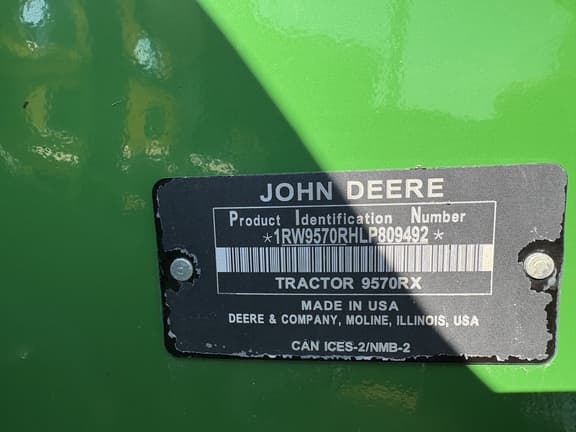 JOHN DEERE
Product Identification Number
*1RW9570RHLP809492*
TRACTOR 9570RX
MADE IN USA
DEERE & COMPANY, MOLINE, ILLINOIS, USA
CAN ICES-2/NMB-2